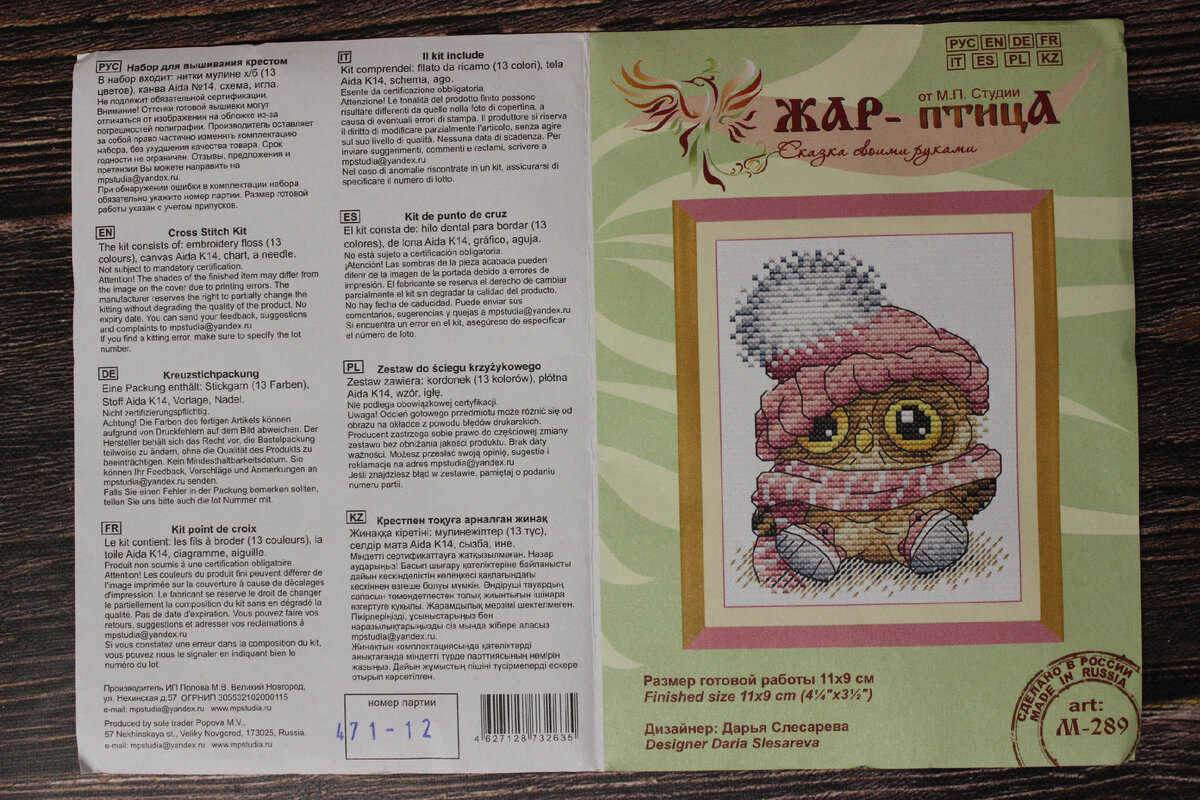 РУС Набор для вышивания крестом
В набор входит: нитки мулине х/б (13
цветов), канва Aida №14, схема, игла.
Не подлежит обязательной сертификации.
Внимание! Оттенки готовой вышивки могут
отличаться от изображения на обложке из-за
погрешностей полиграфии. Производитель оставляет
за собой право частично изменять комплектацию
набора, без ухудшения качества товара. Срок
годности не ограничен. Отзывы, предложения и
претензии Вы можете направить на
mpstudia@yandex.ru.
При обнаружении ошибки в комплектации набора
обязательно укажите номер партии. Размер готовой
работы указан с учетом припусков.
EN Cross Stitch Kit
The kit consists of: embroidery floss (13
colours), canvas Aida K14, chart, a needle.
Not subject to mandatory certification.
Attention! The shades of the finished item may differ from
the image on the cover due to printing errors. The
manufacturer reserves the right to partially change the
kitting without degrading the quality of the product. No
expiry date. You can send your feedback, suggestions
and complaints to mpstudia@yandex.ru
If you find a kitting error. make sure to specify the lot
number.
DE Kreuzstichpackung
Eine Packung enthält: Stickgarn (13 Farben),
Stoff Aida K14, Vorlage, Nadel.
Nicht zertifizierungspflichtig.
Achtung! Die Farben des fertigen Artikels können
aufgrund von Druckfehlern auf dem Bild abweichen. Der
Hersteller behält sich das Recht vor, die Bastelpackung
teilweise zu ändern, ohne die Qualität des Produkts zu
beeinträchtigen. Kein Mindesthaltbarkeitsdatum. Sie
können Ihr Feedback, Vorschläge und Anmerkungen an
mpstudia@yandex.ru senden.
Falls Sie einen Fehler in der Packung bemerken sollten,
teilen Sie uns bitte auch die lot Nummer mit.
FR Kit point de croix
Le kit contient: les fils à broder (13 couleurs), la
toile Aida K14, diagramme, aiguille.
Produit non soumis à une certification obligatoire.
Attention! Les couleurs du produit fini peuvent différer de
l'image imprimée sur la couverture à cause de décalages
d'impression. Le fabricant se réserve le droit de changer
le partiellement la composition du kit sans en dégradé la
qualité. Pas de date d'expiration. Vous pouvez faire vos
retours, suggestions et adresser vos réclamations à
mpstudia@yandex.ru
Si vous constatez une erreur dans la composition du kit,
vous pouvez nous le signaler en indiquant bien le
numéro du lot.
Производитель ИП Попова М.В. Великий Новгород,
ул. Нехинская д.57 ОГРНИП 305532102000115
e-mail: mpstudia@yandex.ru www.mpstudia.ru
Produced by sole trader Popova M.V.,
57 Nekhinskaya st., Veliky Novgorod, 173025, Russia.
e-mail: mpstudia@yandex.ru www.mpstudia.ru
IT Il kit include
Kit comprendei: filato da ricamo (13 colori), tela
Aida K14, schema, ago.
Esente da certificazione obbligatoria.
Attenzione! Le tonalità del prodotto finito possono
risultare differenti da quelle nella foto di copertina, a
causa di eventuali errori di stampa. Il produttore si riserva
il diritto di modificare parzialmente l'articolo, senza agire
sul suo livello di qualità. Nessuna data di scadenza. Per
inviare suggerimenti, commenti e reclami, scrivere a
mpstudia@yandex.ru
Nel caso di anomalie riscontrate in un kit, assicurarsi di
specificare il numero di lotto.
ES Kit de punto de cruz
El kit consta de: hilo dental para bordar (13
colores), de lona Aida K14, gráfico, aguja.
No está sujeto a certificación obligatoria.
¡Atención! Las sombras de la pieza acabada pueden
diferir de la imagen de la portada debido a errores de
impresión. El fabricante se reserva el derecho de cambiar
parcialmente el kit sin degradar la calidad del producto.
No hay fecha de caducidad. Puede enviar sus
comentarios, sugerencias y quejas a mpstudia@yandex.ru
Si encuentra un error en el kit, asegúrese de especificar
el número de loto.
PL Zestaw do ściegu krzyżykowego
Zestaw zawiera: kordonek (13 kolorów), płótna
Aida K14, wzór, igłę.
Nie podlega obowiązkowej certyfikacji.
Uwaga! Odcień gotowego przedmiotu może różnić się od
obrazu na okładce z powodu błędów drukarskich.
Producent zastrzega sobie prawo do częściowej zmiany
zestawu bez obniżania jakości produktu. Brak daty
ważności. Możesz przesłać swoją opinię, sugestie i
reklamacje na adres mpstudia@yandex.ru
Jeśli znajdziesz błąd w zestawie, pamiętaj o podaniu
numeru partii.
KZ Крестпен тоқуға арналған жинақ
Жинаққа кіретіні: мулинежіптер (13 түс),
селдір мата Aida K14, сызба, ине.
Міндетті сертификаттауға жатқызылмаған. Назар
аударыңыз! Басып шығару қателіктеріне байланысты
дайын кескінделіктің көлеңкесі қақпағындағы
кескіннен өзгеше болуы мүмкін. Өндіруші тауардың
сапасын төмендетпестен толық жиынтығын ішінара
өзгертуге құқылы. Жарамдылық мерзімі шектелмеген.
Пікірлеріңізді, ұсыныстарыңыз бен
наразылықтарыңызды сіз мында жібере аласыз
mpstudia@yandex.ru.
Жинақтың комплектациясында қателіктерді
анықтағанда міндетті түрде парттиясының нөмірін
жазыңыз. Дайын жұмыстың пішіні түсірмелерді ескере
отырып көрсетілген.
номер партии
471-12
4 627128 732635
РУС EN DE FR
IT ES PL KZ
от М.П. Студии
ЖАР-ПТИЦА
Сказка своими руками
Размер готовой работы 11х9 см
Finished size 11x9 cm (4¼"x3½")
Дизайнер: Дарья Слесарева
Designer Daria Slesareva
СДЕЛАНО В РОССИИ
MADE IN RUSSIA
art:
М-289